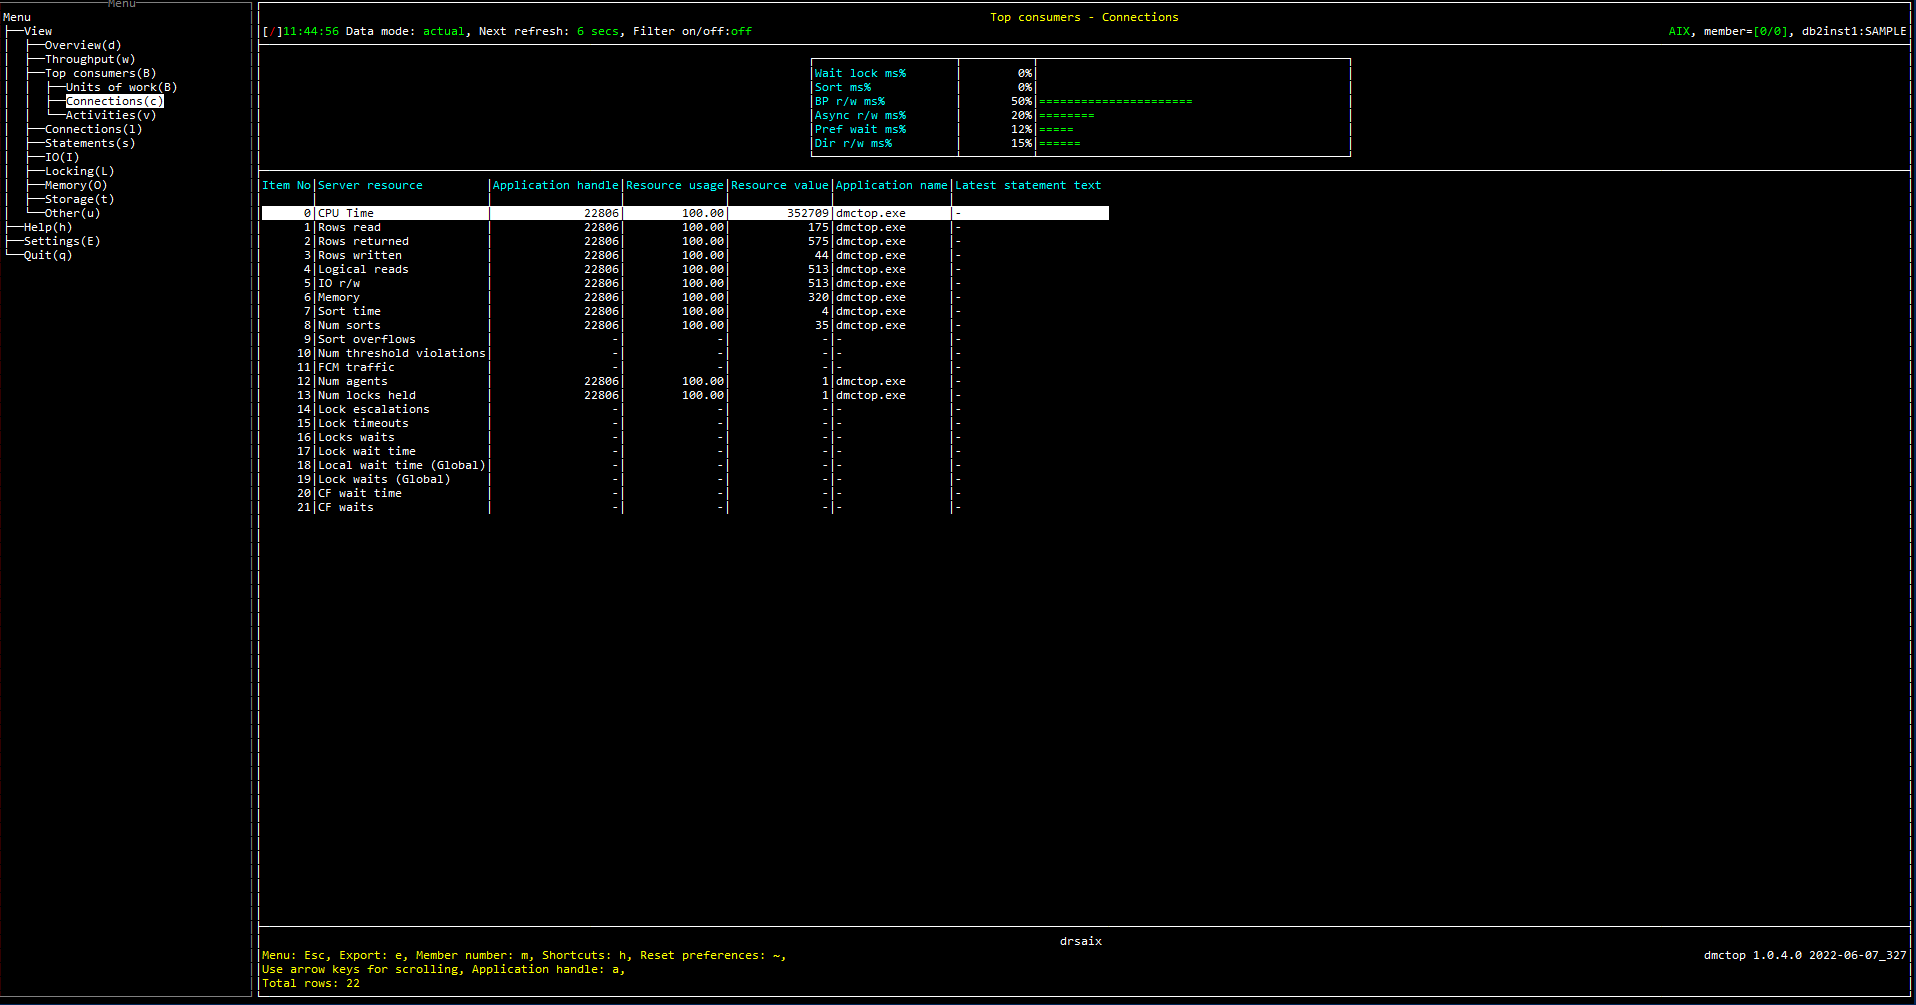 Menu
Menu
View
Overview(d)
Throughput(w)
Top consumers(B)
Units of work(B)
Connections(c)
Activities(v)
Connections(l)
Statements(s)
IO(I)
Locking(L)
Memory(O)
Storage(t)
Other(u)
Help(h)
Settings(E)
Quit(q)
Top consumers - Connections
[/]11:44:56 Data mode: actual, Next refresh: 6 secs, Filter on/off:off
AIX, member=[0/0], db2inst1:SAMPLE
Wait lock ms% 0%
Sort ms% 0%
BP r/w ms% 50% ======================
Async r/w ms% 20% ========
Pref wait ms% 12% =====
Dir r/w ms% 15% ======
Item No|Server resource |Application handle|Resource usage|Resource value|Application name|Latest statement text
0|CPU Time | 22806| 100.00| 352709|dmctop.exe |-
1|Rows read | 22806| 100.00| 175|dmctop.exe |-
2|Rows returned | 22806| 100.00| 575|dmctop.exe |-
3|Rows written | 22806| 100.00| 44|dmctop.exe |-
4|Logical reads | 22806| 100.00| 513|dmctop.exe |-
5|IO r/w | 22806| 100.00| 513|dmctop.exe |-
6|Memory | 22806| 100.00| 320|dmctop.exe |-
7|Sort time | 22806| 100.00| 4|dmctop.exe |-
8|Num sorts | 22806| 100.00| 35|dmctop.exe |-
9|Sort overflows | -| -| -|- |-
10|Num threshold violations| -| -| -|- |-
11|FCM traffic | -| -| -|- |-
12|Num agents | 22806| 100.00| 1|dmctop.exe |-
13|Num locks held | 22806| 100.00| 1|dmctop.exe |-
14|Lock escalations | -| -| -|- |-
15|Lock timeouts | -| -| -|- |-
16|Locks waits | -| -| -|- |-
17|Lock wait time | -| -| -|- |-
18|Local wait time (Global)| -| -| -|- |-
19|Lock waits (Global) | -| -| -|- |-
20|CF wait time | -| -| -|- |-
21|CF waits | -| -| -|- |-
drsaix
Menu: Esc, Export: e, Member number: m, Shortcuts: h, Reset preferences: ~,
dmctop 1.0.4.0 2022-06-07_327
Use arrow keys for scrolling, Application handle: a,
Total rows: 22